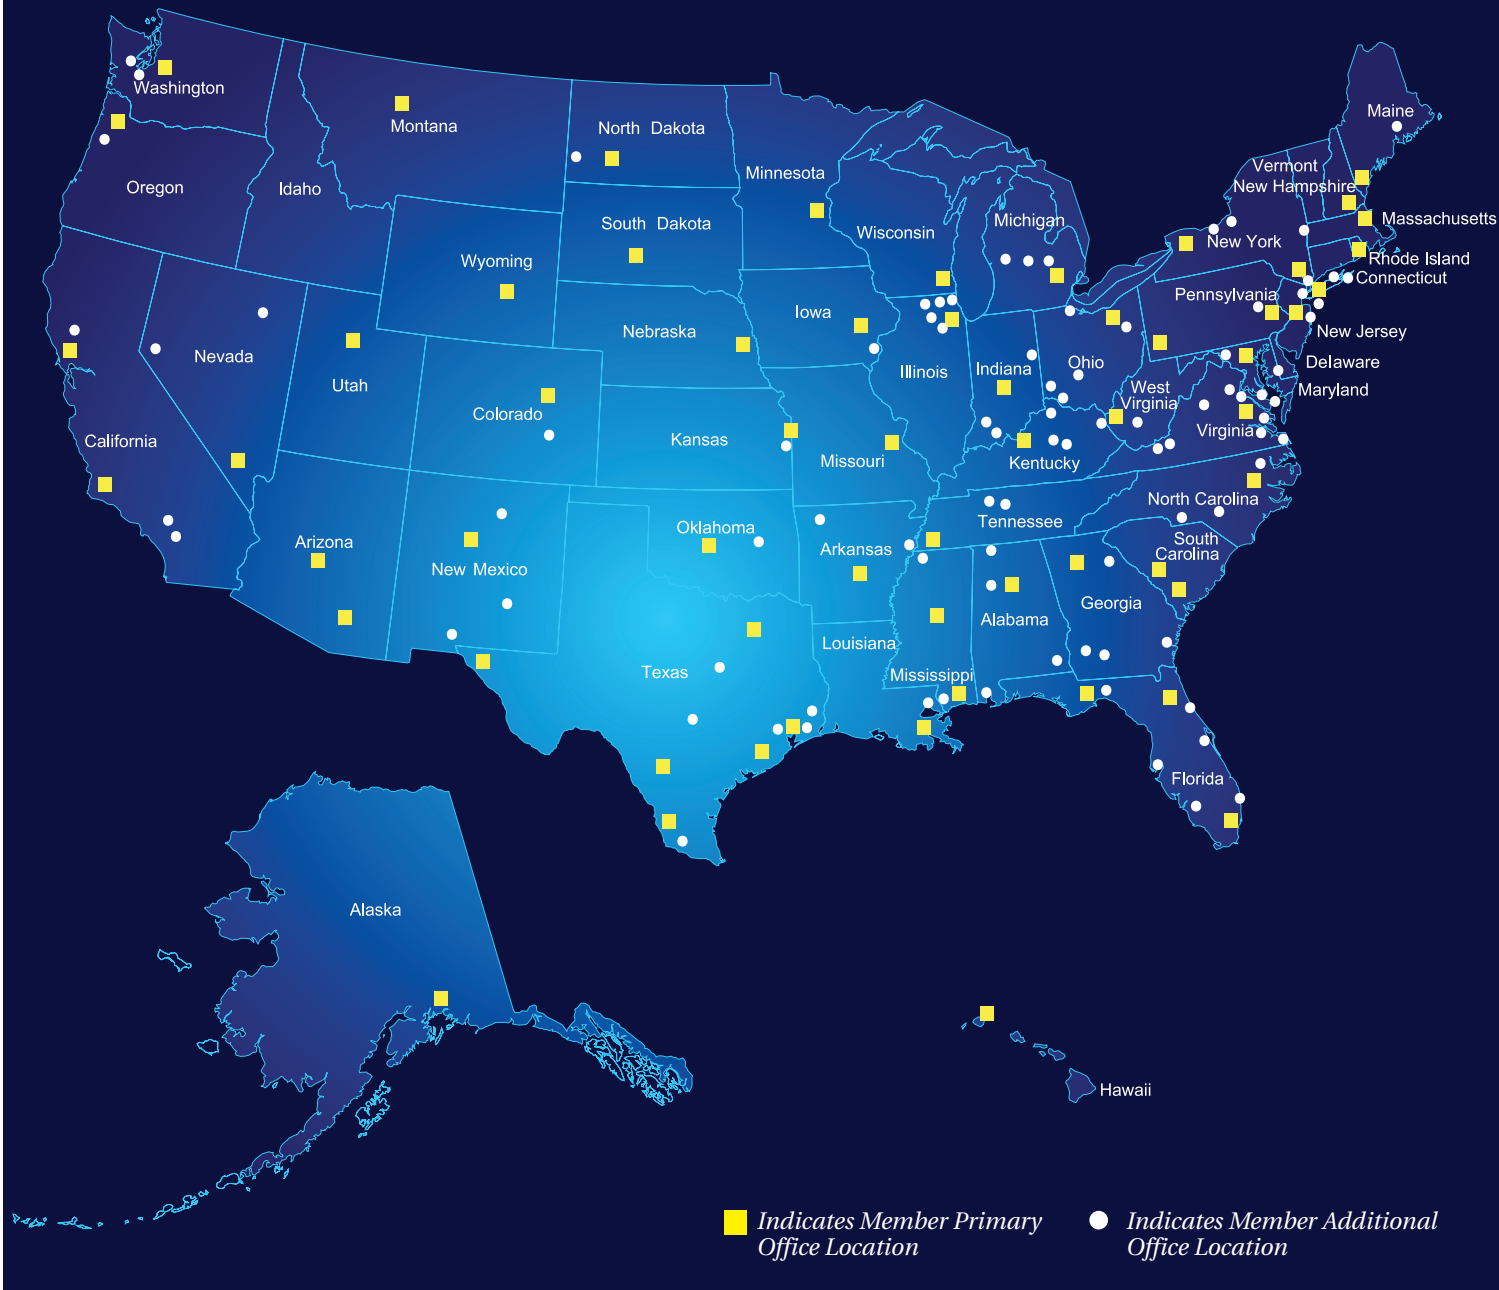 Washington
Montana
North Dakota
Minnesota
Maine
Vermont
New Hampshire
Oregon
Idaho
South Dakota
Wisconsin
Michigan
Massachusetts
New York
Rhode Island
Connecticut
Wyoming
Pennsylvania
Nebraska
Iowa
New Jersey
Nevada
Utah
Illinois
Indiana
Ohio
Delaware
Maryland
West
Virginia
Colorado
California
Kansas
Missouri
Kentucky
Virginia
North Carolina
Arizona
New Mexico
Oklahoma
Arkansas
Tennessee
South
Carolina
Alabama
Georgia
Texas
Louisiana
Mississippi
Florida
Alaska
Hawaii
Indicates Member Primary
Office Location
Indicates Member Additional
Office Location